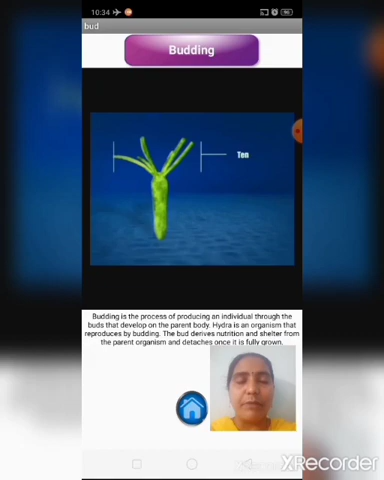 10:34
bud
Budding
Ten
Budding is the process of producing an individual through the
buds that develop on the parent body. Hydra is an organism that
reproduces by budding. The bud derives nutrition and shelter from
the parent organism and detaches once it is fully grown.
XRecorder